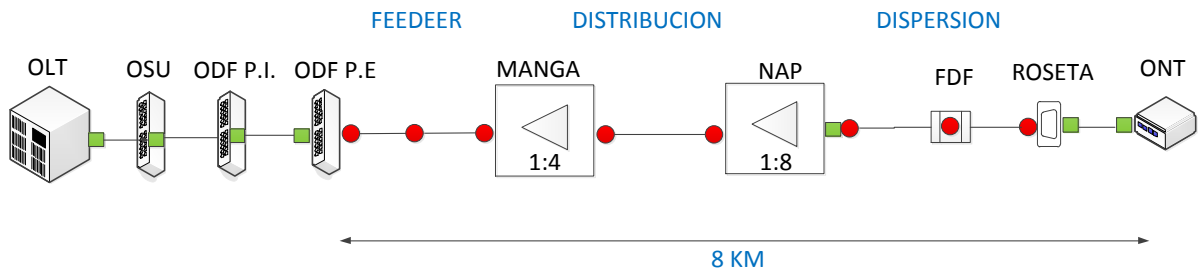 FEEDEER DISTRIBUCION DISPERSION
OLT OSU ODF P.I. ODF P.E MANGA NAP FDF ROSETA ONT
1:4 1:8
8 KM